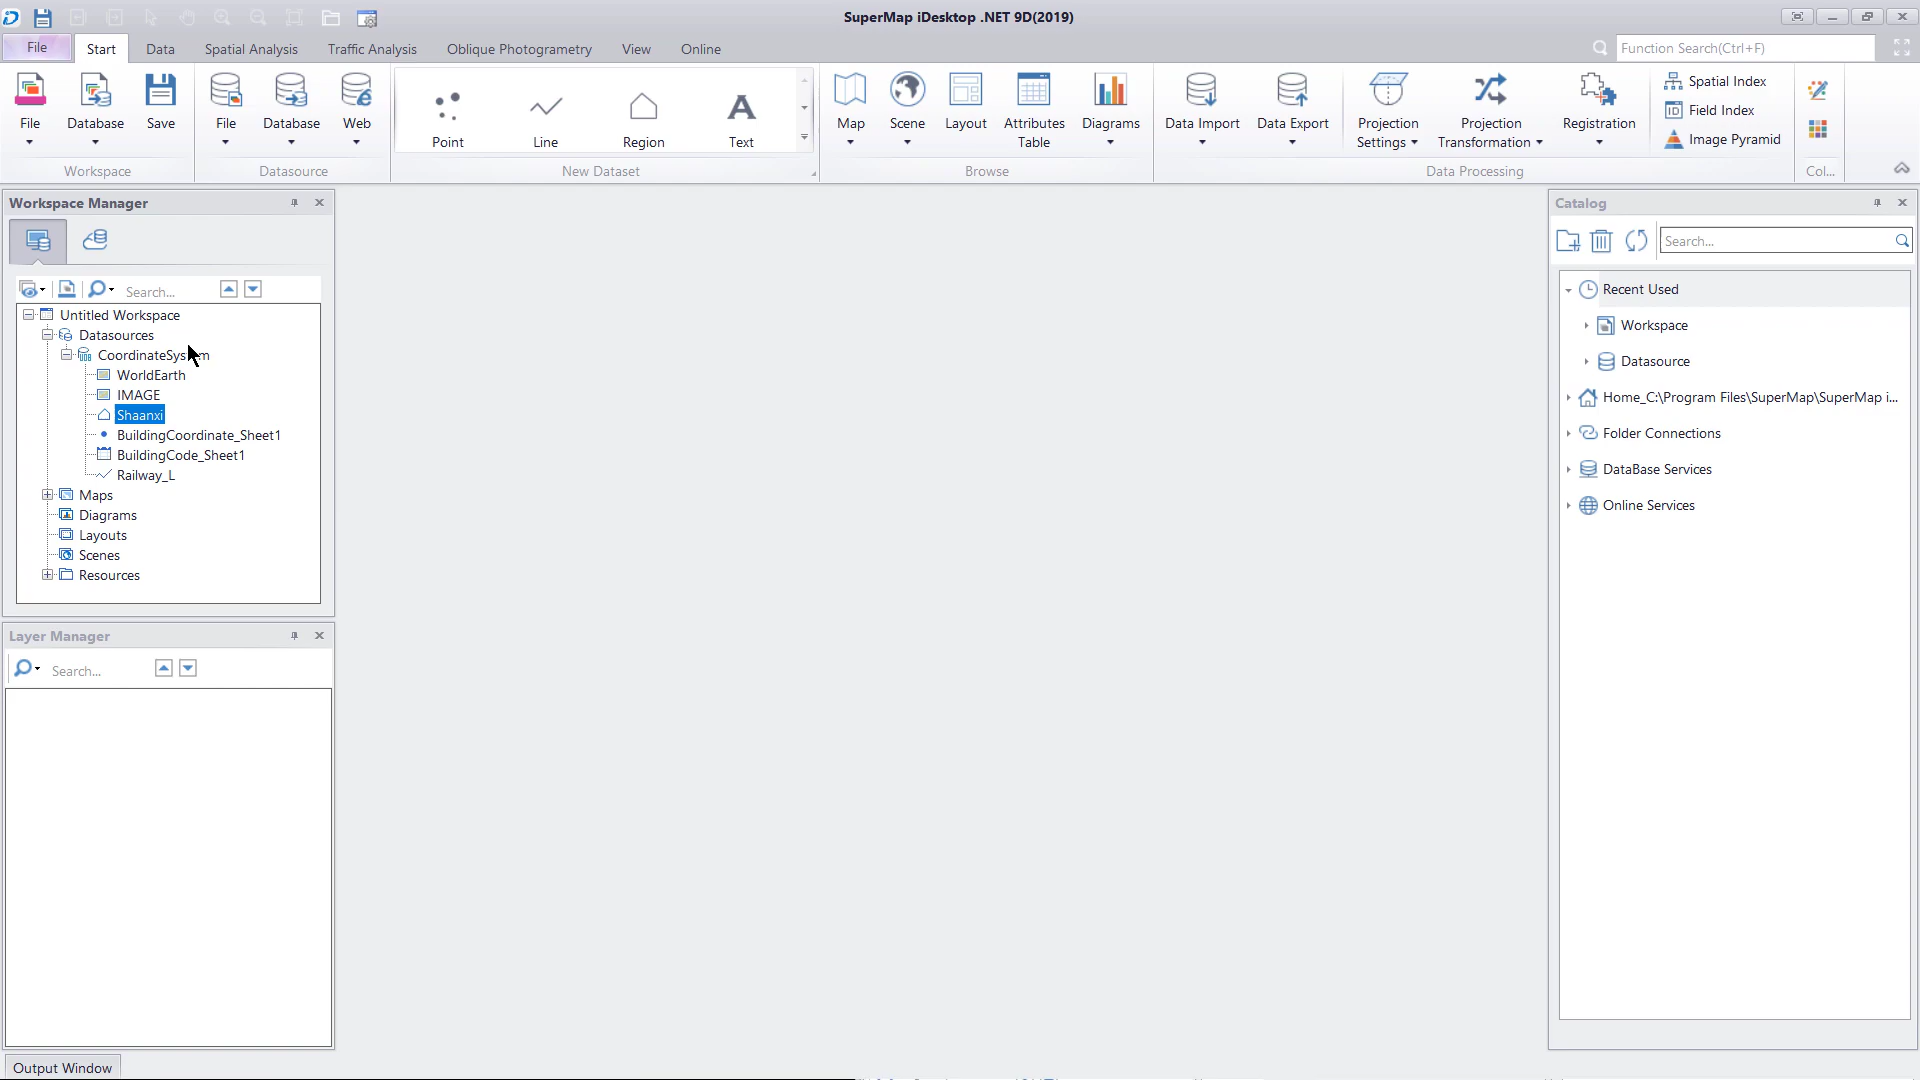 SuperMap iDesktop .NET 9D(2019)
File
Start
Data
Spatial Analysis
Traffic Analysis
Oblique Photogrametry
View
Online
Function Search(Ctrl+F)
File
Database
Save
Workspace
File
Database
Web
Datasource
Point
Line
Region
Text
New Dataset
Map
Scene
Layout
Attributes
Table
Diagrams
Browse
Data Import
Data Export
Projection
Settings
Projection
Transformation
Registration
Spatial Index
Field Index
Image Pyramid
Data Processing
Col...
Workspace Manager
Search...
Untitled Workspace
Datasources
CoordinateSystem
WorldEarth
IMAGE
Shaanxi
BuildingCoordinate_Sheet1
BuildingCode_Sheet1
Railway_L
Maps
Diagrams
Layouts
Scenes
Resources
Layer Manager
Search...
Output Window
Catalog
Search...
Recent Used
Workspace
Datasource
Home_C:\Program Files\SuperMap\SuperMap i...
Folder Connections
DataBase Services
Online Services